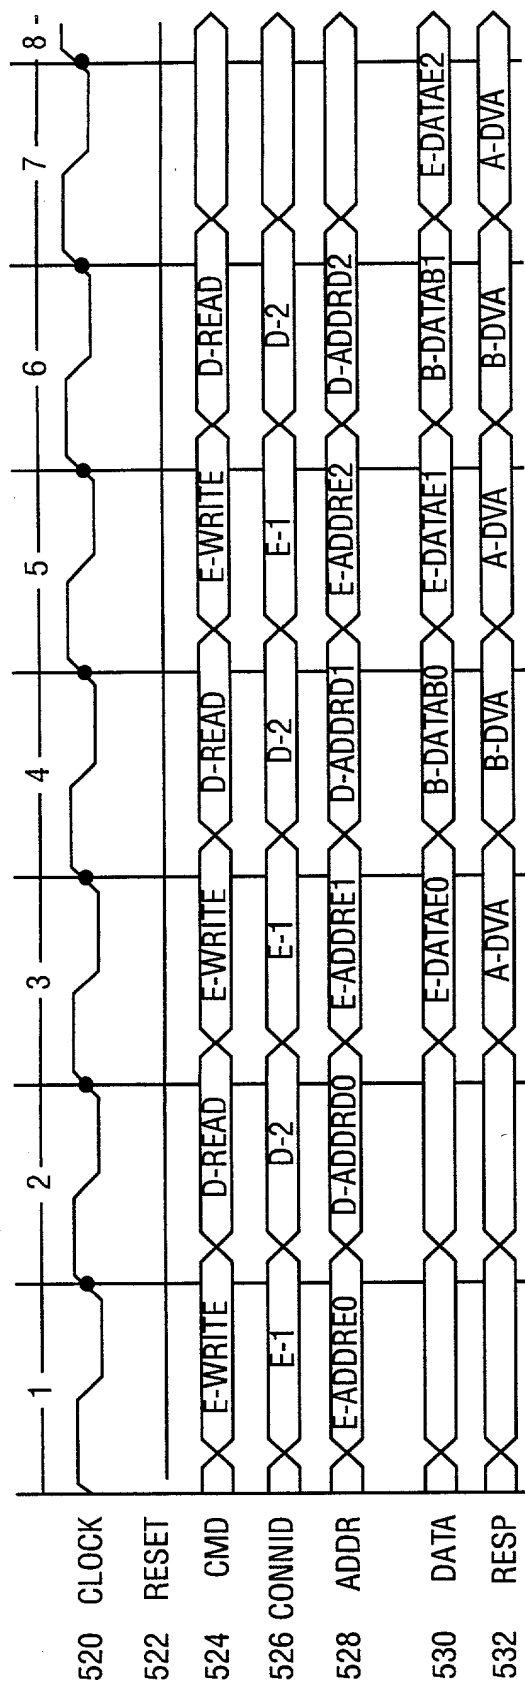 1 2 3 4 5 6 7 8
520 CLOCK
522 RESET
524 CMD E-WRITE D-READ E-WRITE D-READ E-WRITE D-READ
526 CONNID E-1 D-2 E-1 D-2 E-1 D-2
528 ADDR E-ADDRE0 D-ADDRD0 E-ADDRE1 D-ADDRD1 E-ADDRE2 D-ADDRD2
530 DATA E-DATAE0 B-DATAB0 E-DATAE1 B-DATAB1 E-DATAE2
532 RESP A-DVA B-DVA A-DVA B-DVA A-DVA